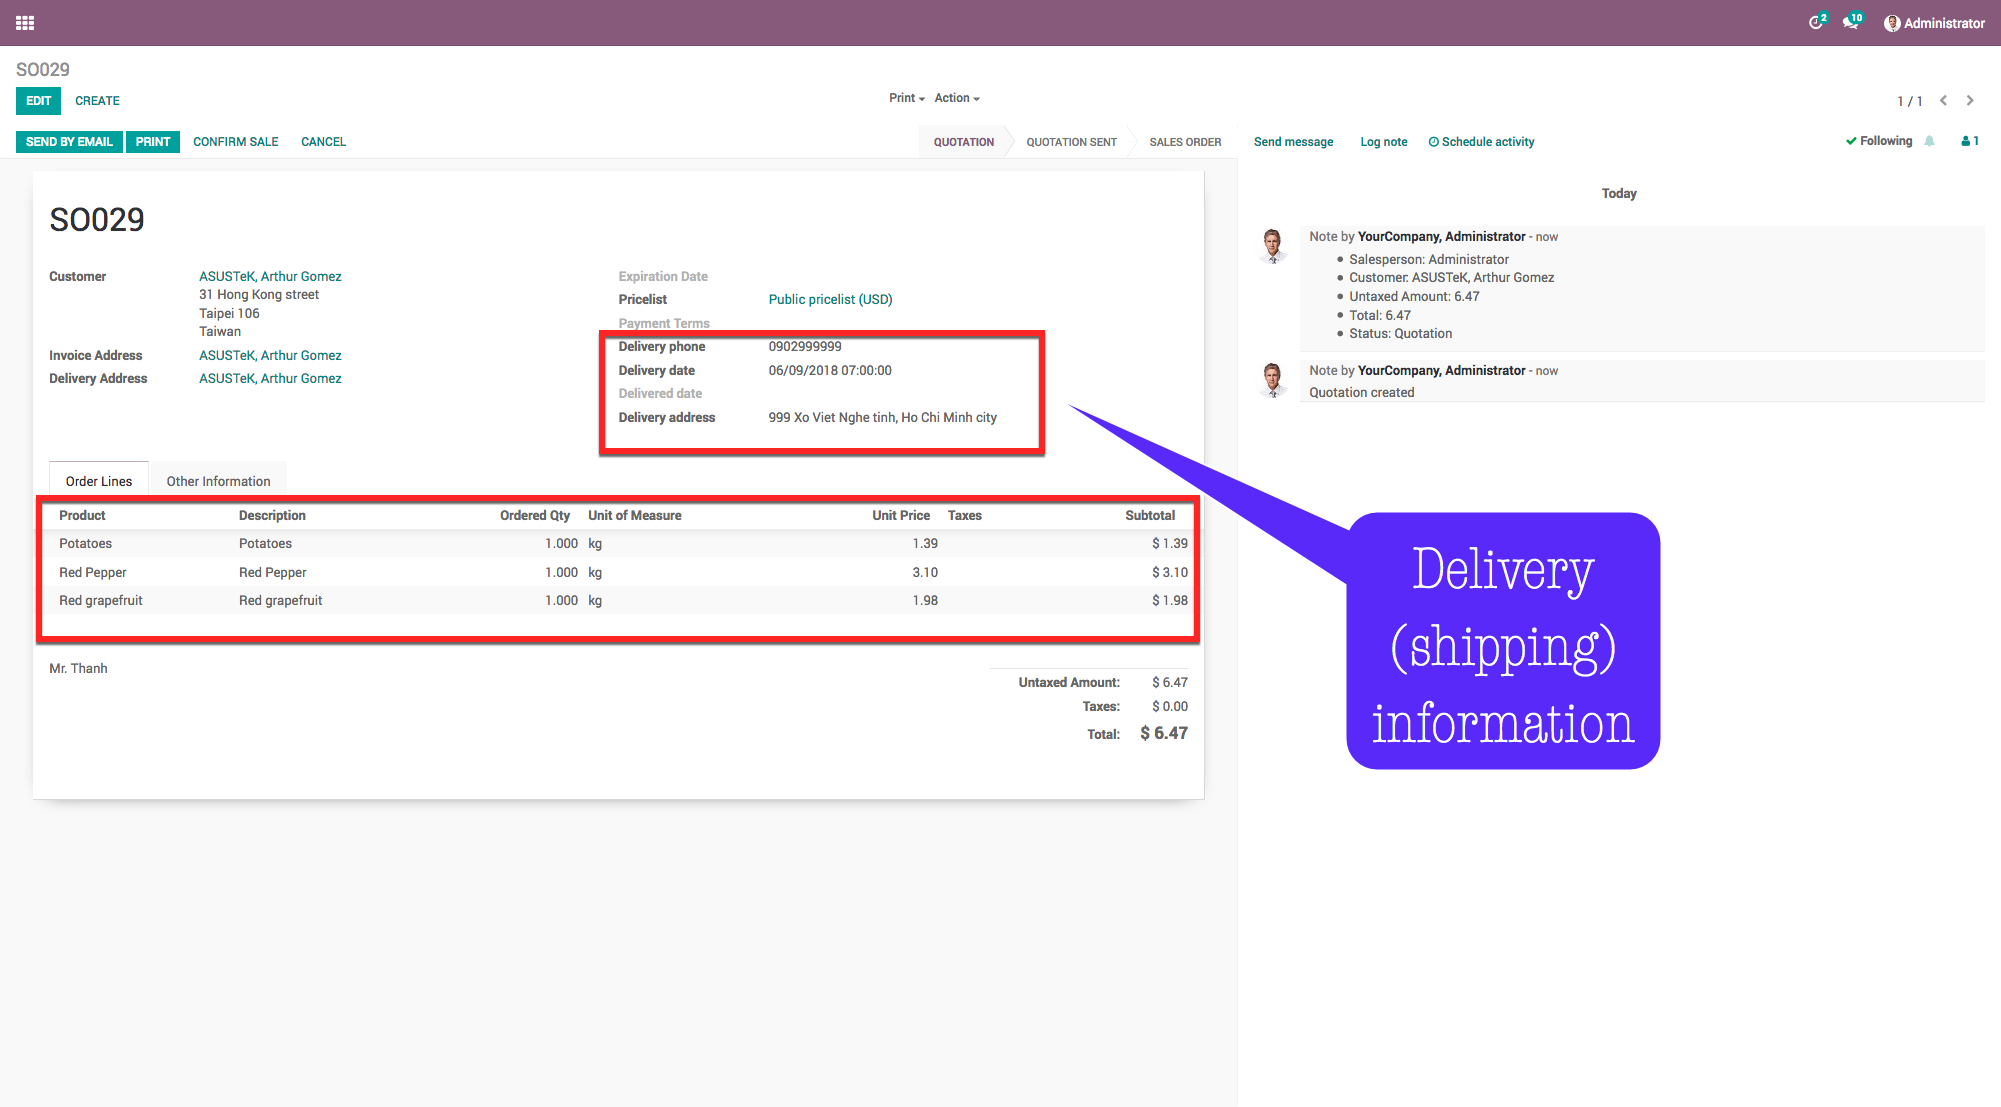 2 10 Administrator
SO029
EDIT CREATE Print Action 1 / 1
SEND BY EMAIL PRINT CONFIRM SALE CANCEL QUOTATION QUOTATION SENT SALES ORDER Send message Log note Schedule activity Following 1
SO029
Customer ASUSTeK, Arthur Gomez
31 Hong Kong street
Taipei 106
Taiwan
Invoice Address ASUSTeK, Arthur Gomez
Delivery Address ASUSTeK, Arthur Gomez
Expiration Date
Pricelist Public pricelist (USD)
Payment Terms
Delivery phone 0902999999
Delivery date 06/09/2018 07:00:00
Delivered date
Delivery address 999 Xo Viet Nghe tinh, Ho Chi Minh city
Order Lines Other Information
Product Description Ordered Qty Unit of Measure Unit Price Taxes Subtotal
Potatoes Potatoes 1.000 kg 1.39 $ 1.39
Red Pepper Red Pepper 1.000 kg 3.10 $ 3.10
Red grapefruit Red grapefruit 1.000 kg 1.98 $ 1.98
Mr. Thanh
Untaxed Amount: $ 6.47
Taxes: $ 0.00
Total: $ 6.47
Today
Note by YourCompany, Administrator - now
Salesperson: Administrator
Customer: ASUSTeK, Arthur Gomez
Untaxed Amount: 6.47
Total: 6.47
Status: Quotation
Note by YourCompany, Administrator - now
Quotation created
Delivery
(shipping)
information